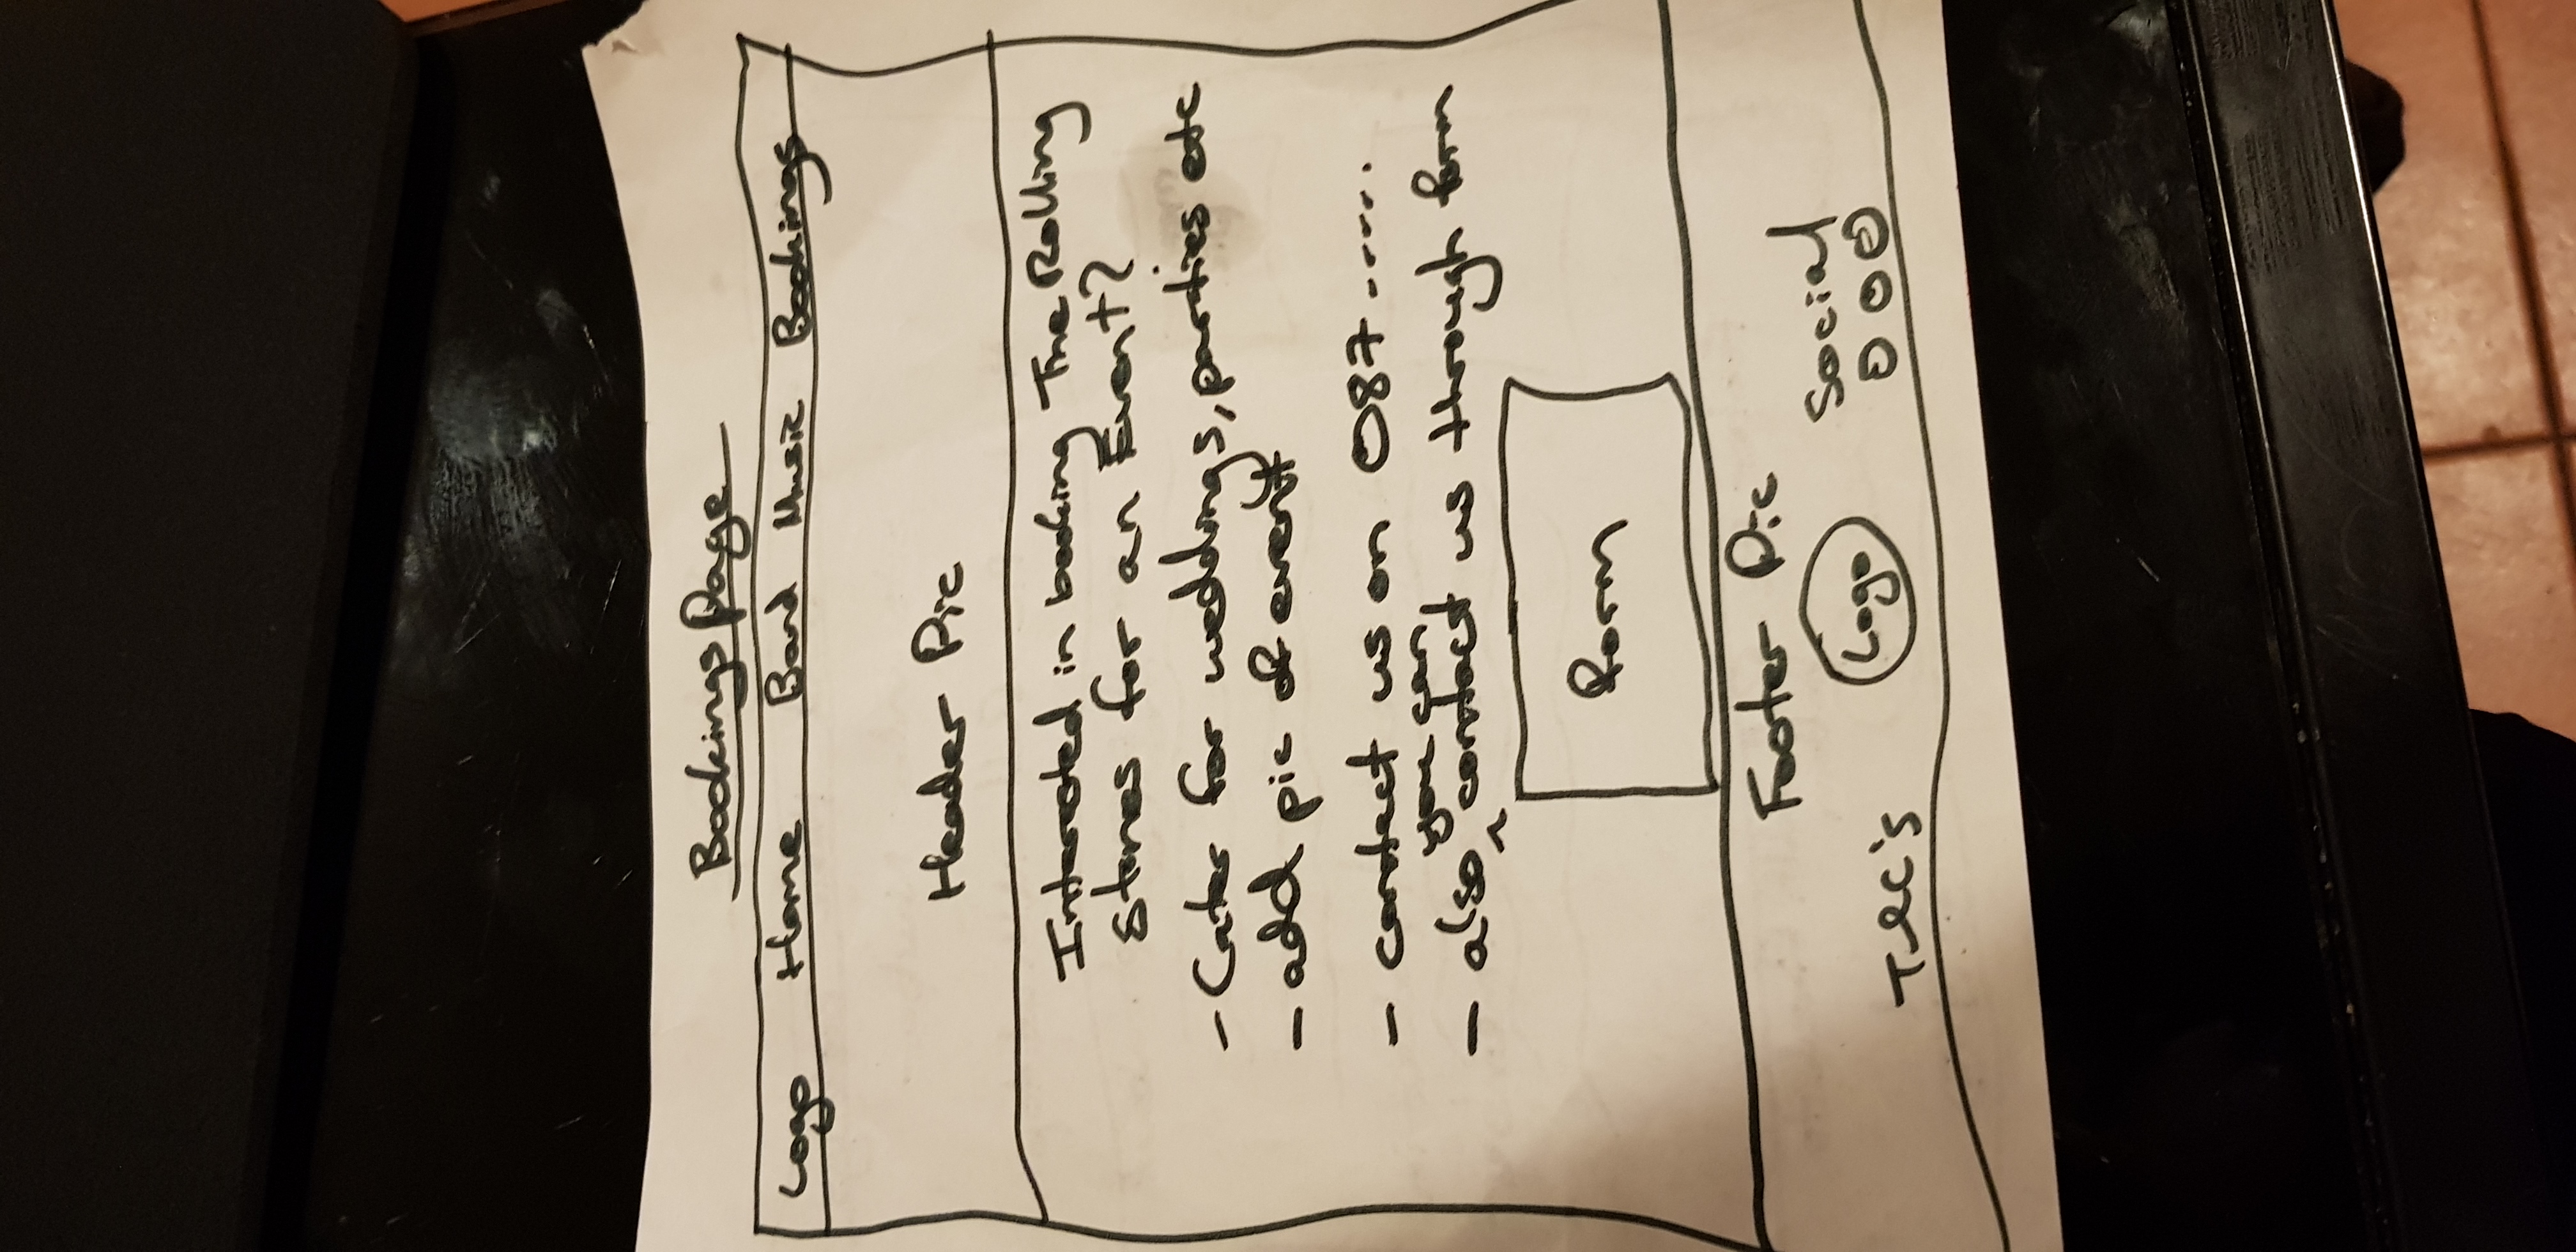 Bookings Page
Logo Home Band Music Bookings
Header Pic
Interested in booking The Rolling
stones for an Event?
- Cater for weddings, parties etc
- add pic of event
- contact us on 087......
you can
- also ^ contact us through form
Form
Footer Pic
Social
Logo
T&C's